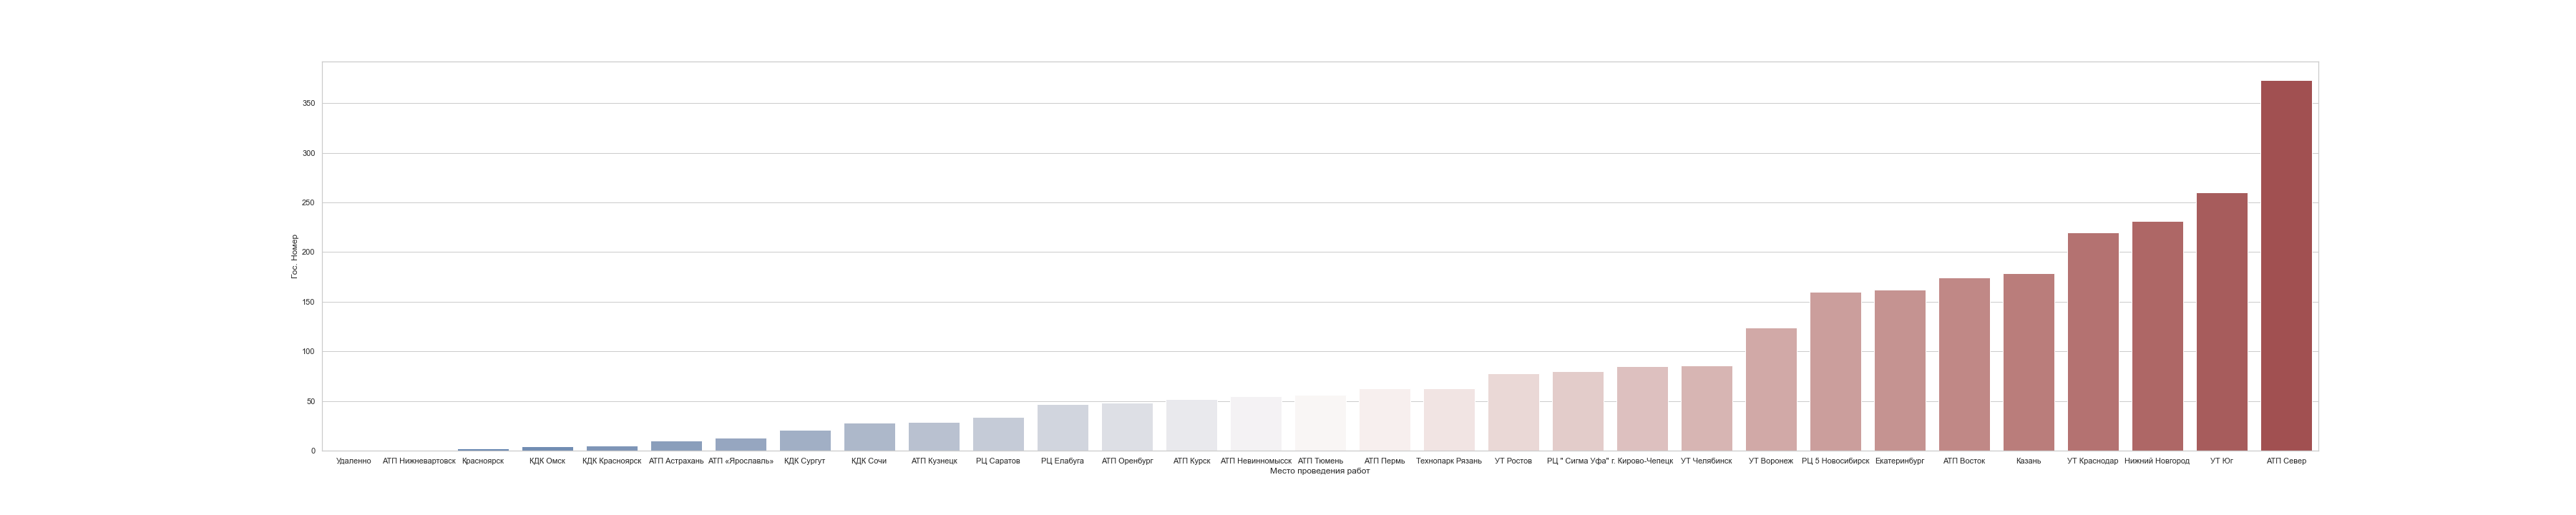 350
300
250
200
150
100
50
0
Гос. Номер
Удаленно АТП Нижневартовск Красноярск КДК Омск КДК Красноярск АТП Астрахань АТП «Ярославль» КДК Сургут КДК Сочи АТП Кузнецк РЦ Саратов РЦ Елабуга АТП Оренбург АТП Курск АТП Невинномысск АТП Тюмень АТП Пермь Технопарк Рязань УТ Ростов РЦ " Сигма Уфа" г. Кирово-Чепецк УТ Челябинск УТ Воронеж РЦ 5 Новосибирск Екатеринбург АТП Восток Казань УТ Краснодар Нижний Новгород УТ Юг АТП Север
Место проведения работ